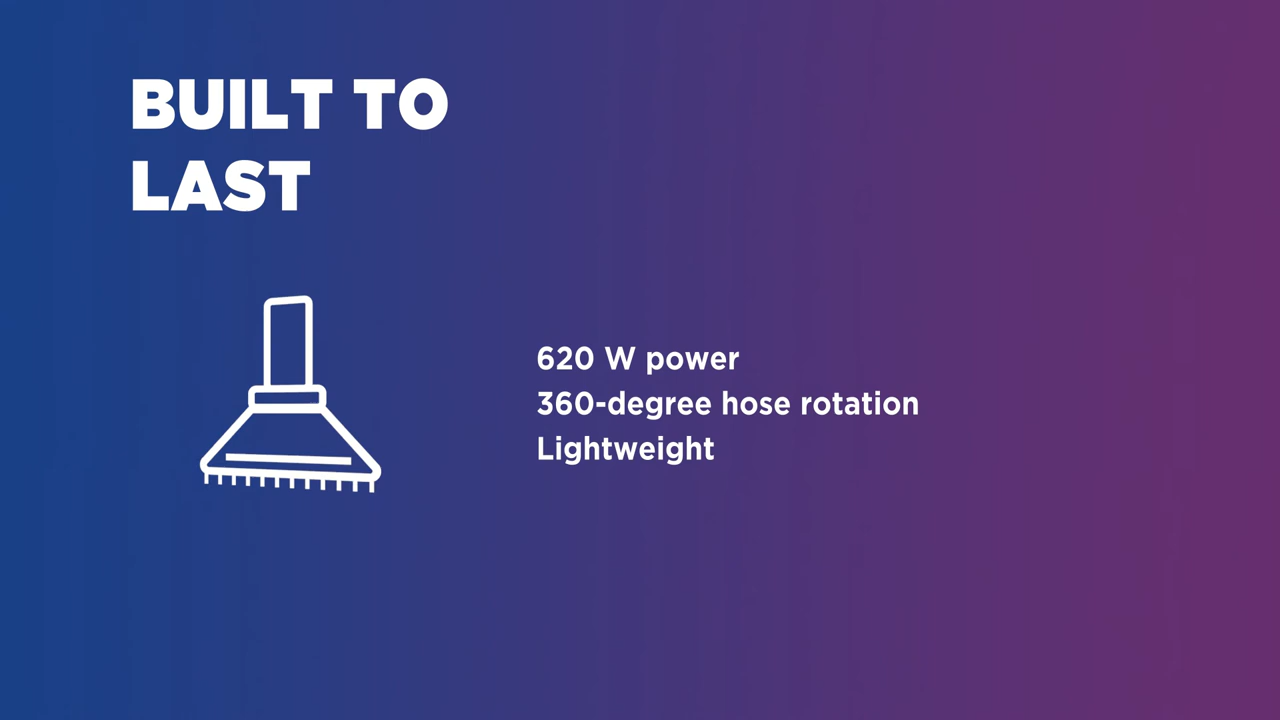 BUILT TO
LAST
620 W power
360-degree hose rotation
Lightweight